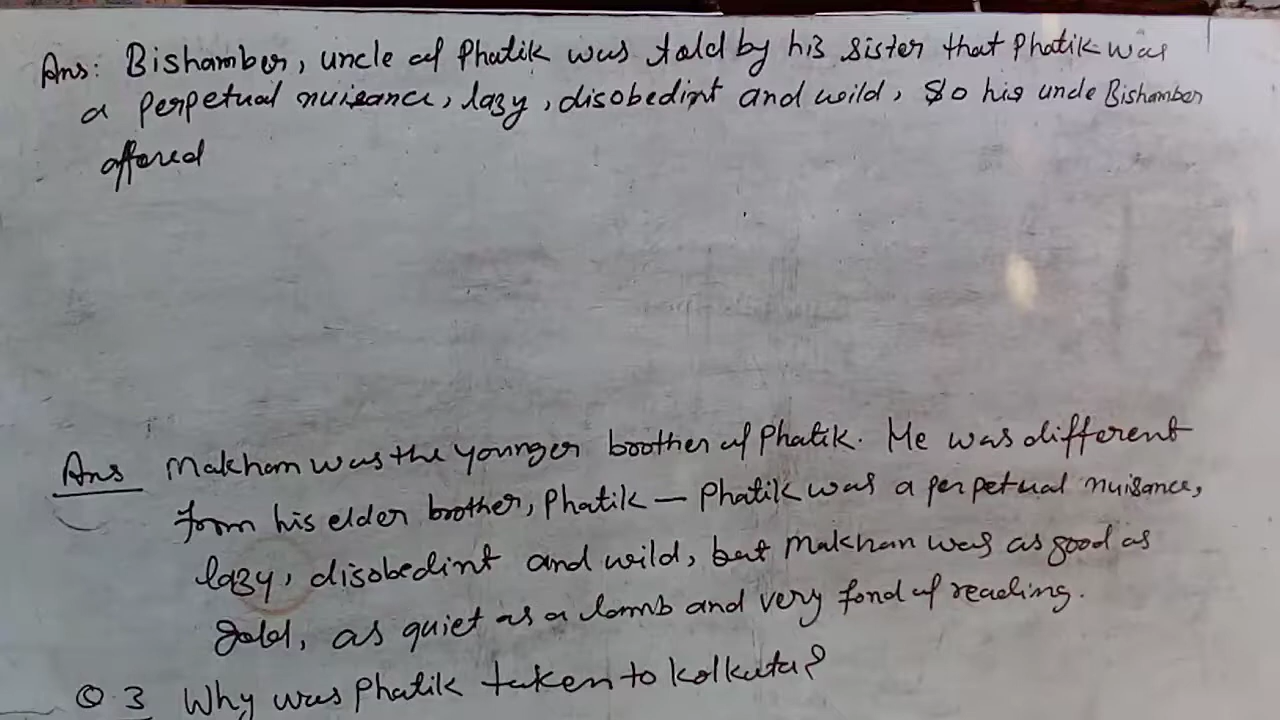 Ans: Bishamber, uncle of Phatik was told by his sister that Phatik was
a perpetual nuisance, lazy, disobedint and wild, So his uncle Bishamber
offered
Ans Makhan was the younger brother of Phatik. He was different
from his elder brother, Phatik — Phatik was a perpetual nuisance,
lazy, disobedint and wild, but Makhan was as good as
gold, as quiet as a lamb and very fond of reading.
Q.3 Why was Phatik taken to Kolkata?